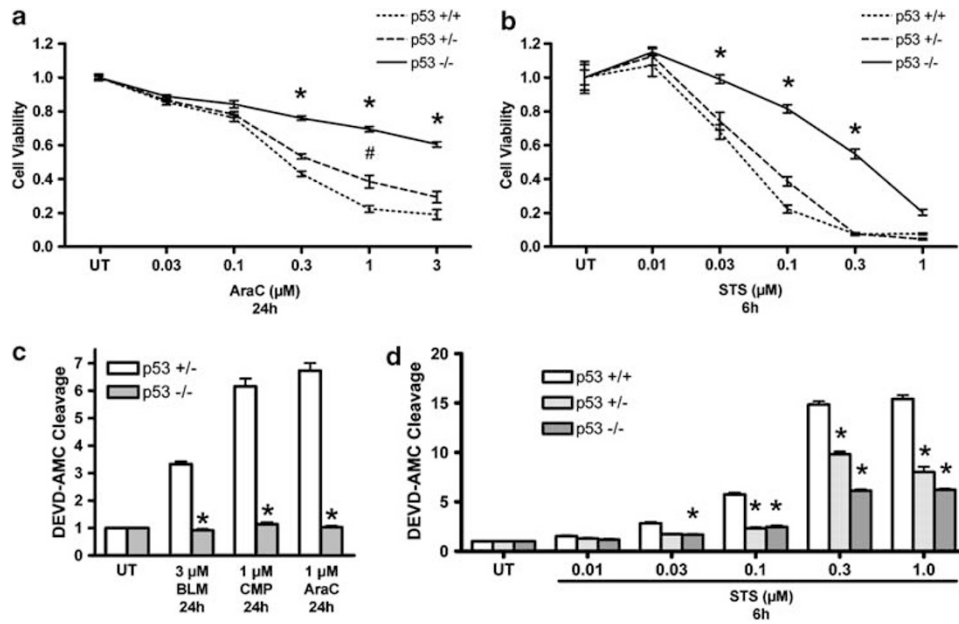 a
p53 +/+
p53 +/-
p53 -/-
1.2
1.0
0.8
0.6
0.4
0.2
0.0
Cell Viability
*
*
*
#
UT
0.03
0.1
0.3
1
3
AraC (µM)
24h
b
p53 +/+
p53 +/-
p53 -/-
1.2
1.0
0.8
0.6
0.4
0.2
0.0
Cell Viability
*
*
*
UT
0.01
0.03
0.1
0.3
1
STS (µM)
6h
c
p53 +/-
p53 -/-
7
6
5
4
3
2
1
0
DEVD-AMC Cleavage
*
*
*
UT
3 µM
BLM
24h
1 µM
CMP
24h
1 µM
AraC
24h
d
p53 +/+
p53 +/-
p53 -/-
20
15
10
5
0
DEVD-AMC Cleavage
*
* *
*
*
*
*
UT
0.01
0.03
0.1
0.3
1.0
STS (µM)
6h